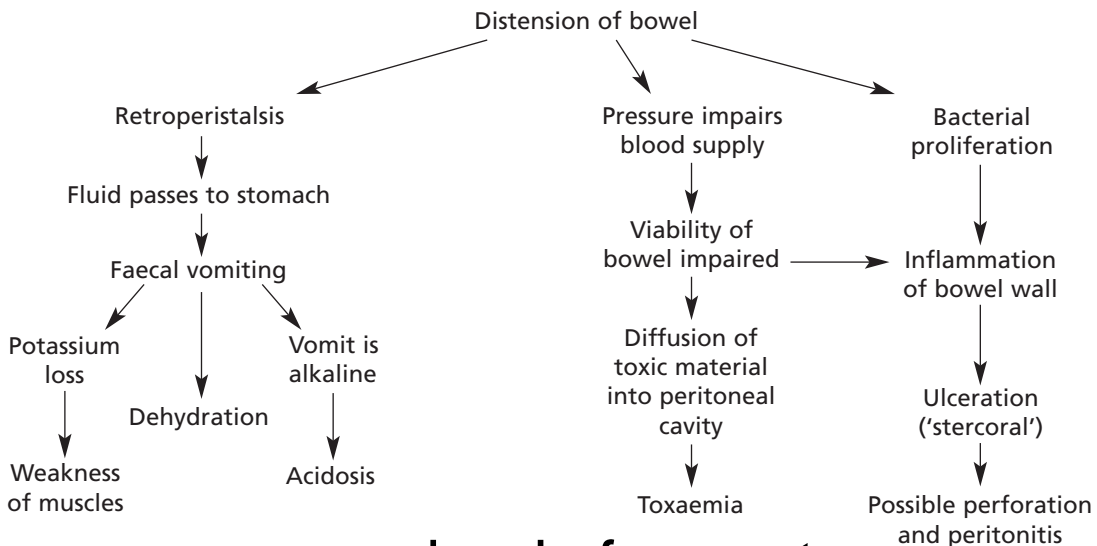 Distension of bowel
Retroperistalsis
Fluid passes to stomach
Faecal vomiting
Potassium
loss
Weakness
of muscles
Dehydration
Vomit is
alkaline
Acidosis
Pressure impairs
blood supply
Viability of
bowel impaired
Diffusion of
toxic material
into peritoneal
cavity
Toxaemia
Bacterial
proliferation
Inflammation
of bowel wall
Ulceration
('stercoral')
Possible perforation
and peritonitis